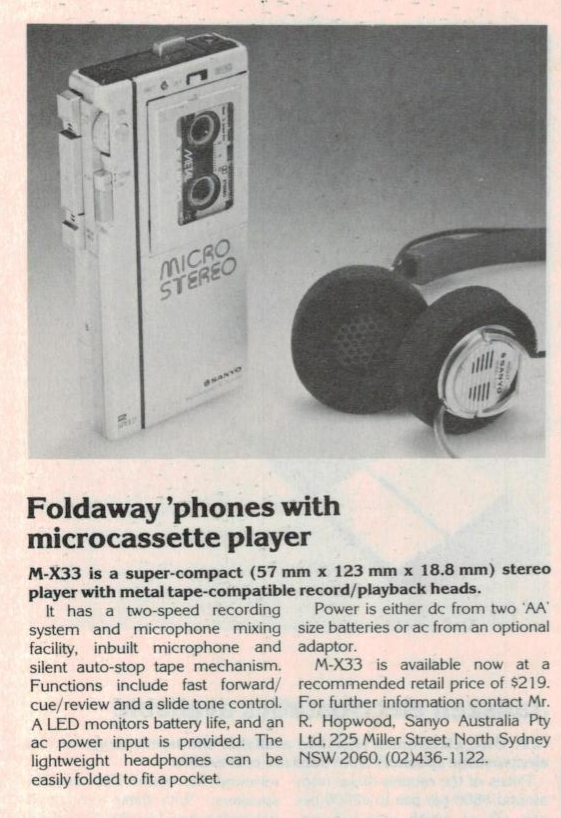 METAL
MICRO
STEREO
SANYO
SANYO
Foldaway 'phones with
microcassette player
M-X33 is a super-compact (57 mm x 123 mm x 18.8 mm) stereo
player with metal tape-compatible record/playback heads.
It has a two-speed recording
system and microphone mixing
facility, inbuilt microphone and
silent auto-stop tape mechanism.
Functions include fast forward/
cue/review and a slide tone control.
A LED monitors battery life, and an
ac power input is provided. The
lightweight headphones can be
easily folded to fit a pocket.
Power is either dc from two 'AA'
size batteries or ac from an optional
adaptor.
M-X33 is available now at a
recommended retail price of $219.
For further information contact Mr.
R. Hopwood, Sanyo Australia Pty
Ltd, 225 Miller Street, North Sydney
NSW 2060. (02)436-1122.